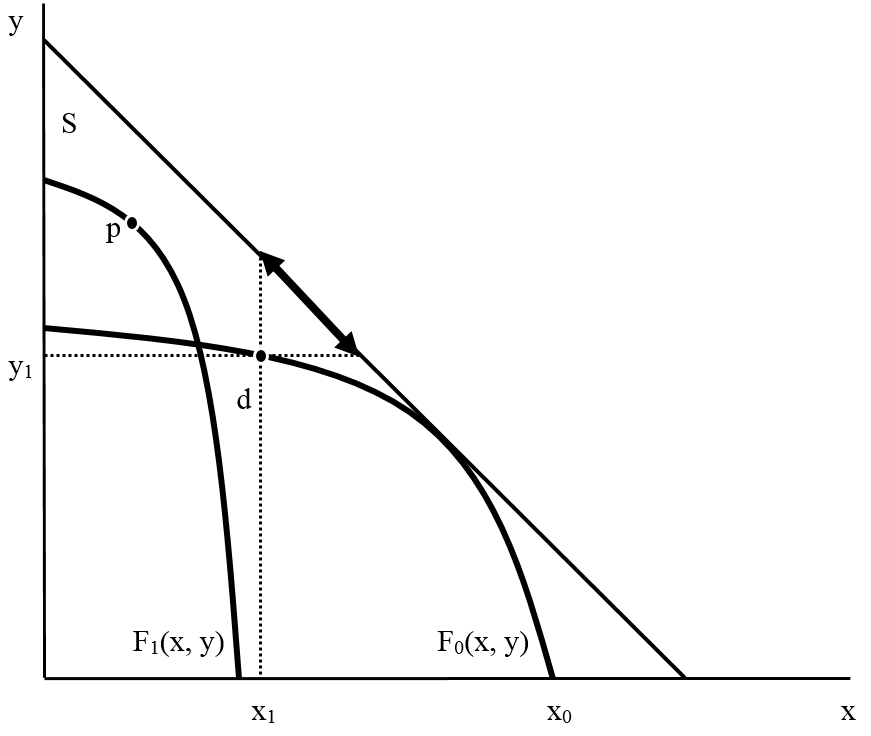 y
S
p
y₁
d
F₁(x, y)
F₀(x, y)
x₁
x₀
x